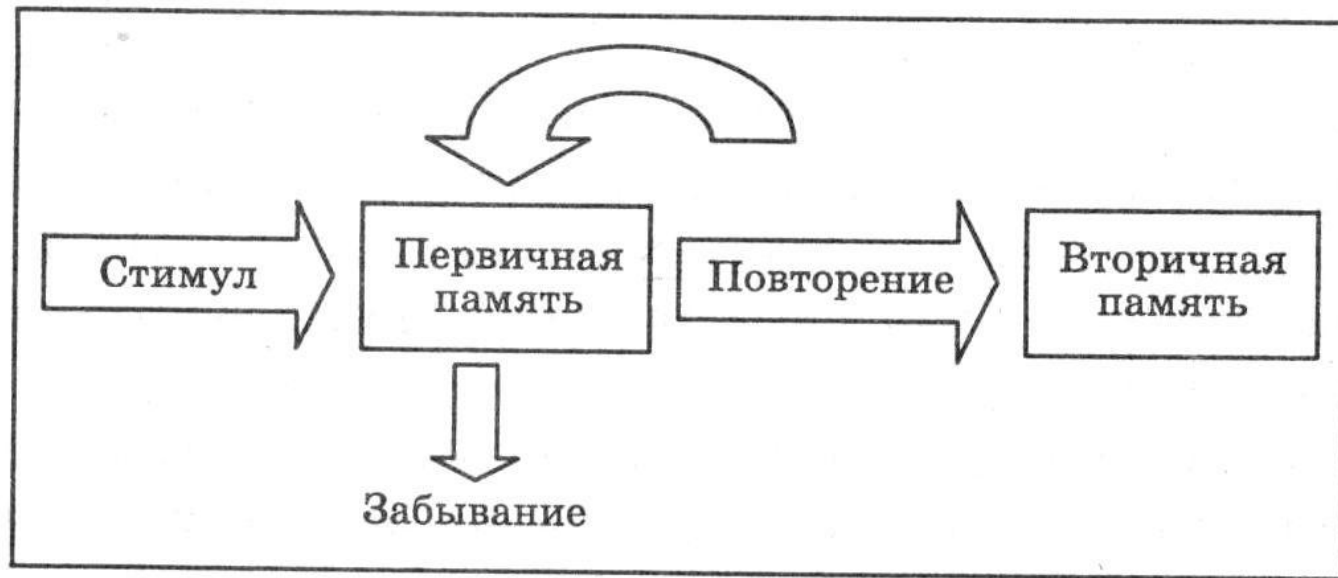 Стимул
Первичная
память
Повторение
Вторичная
память
Забывание